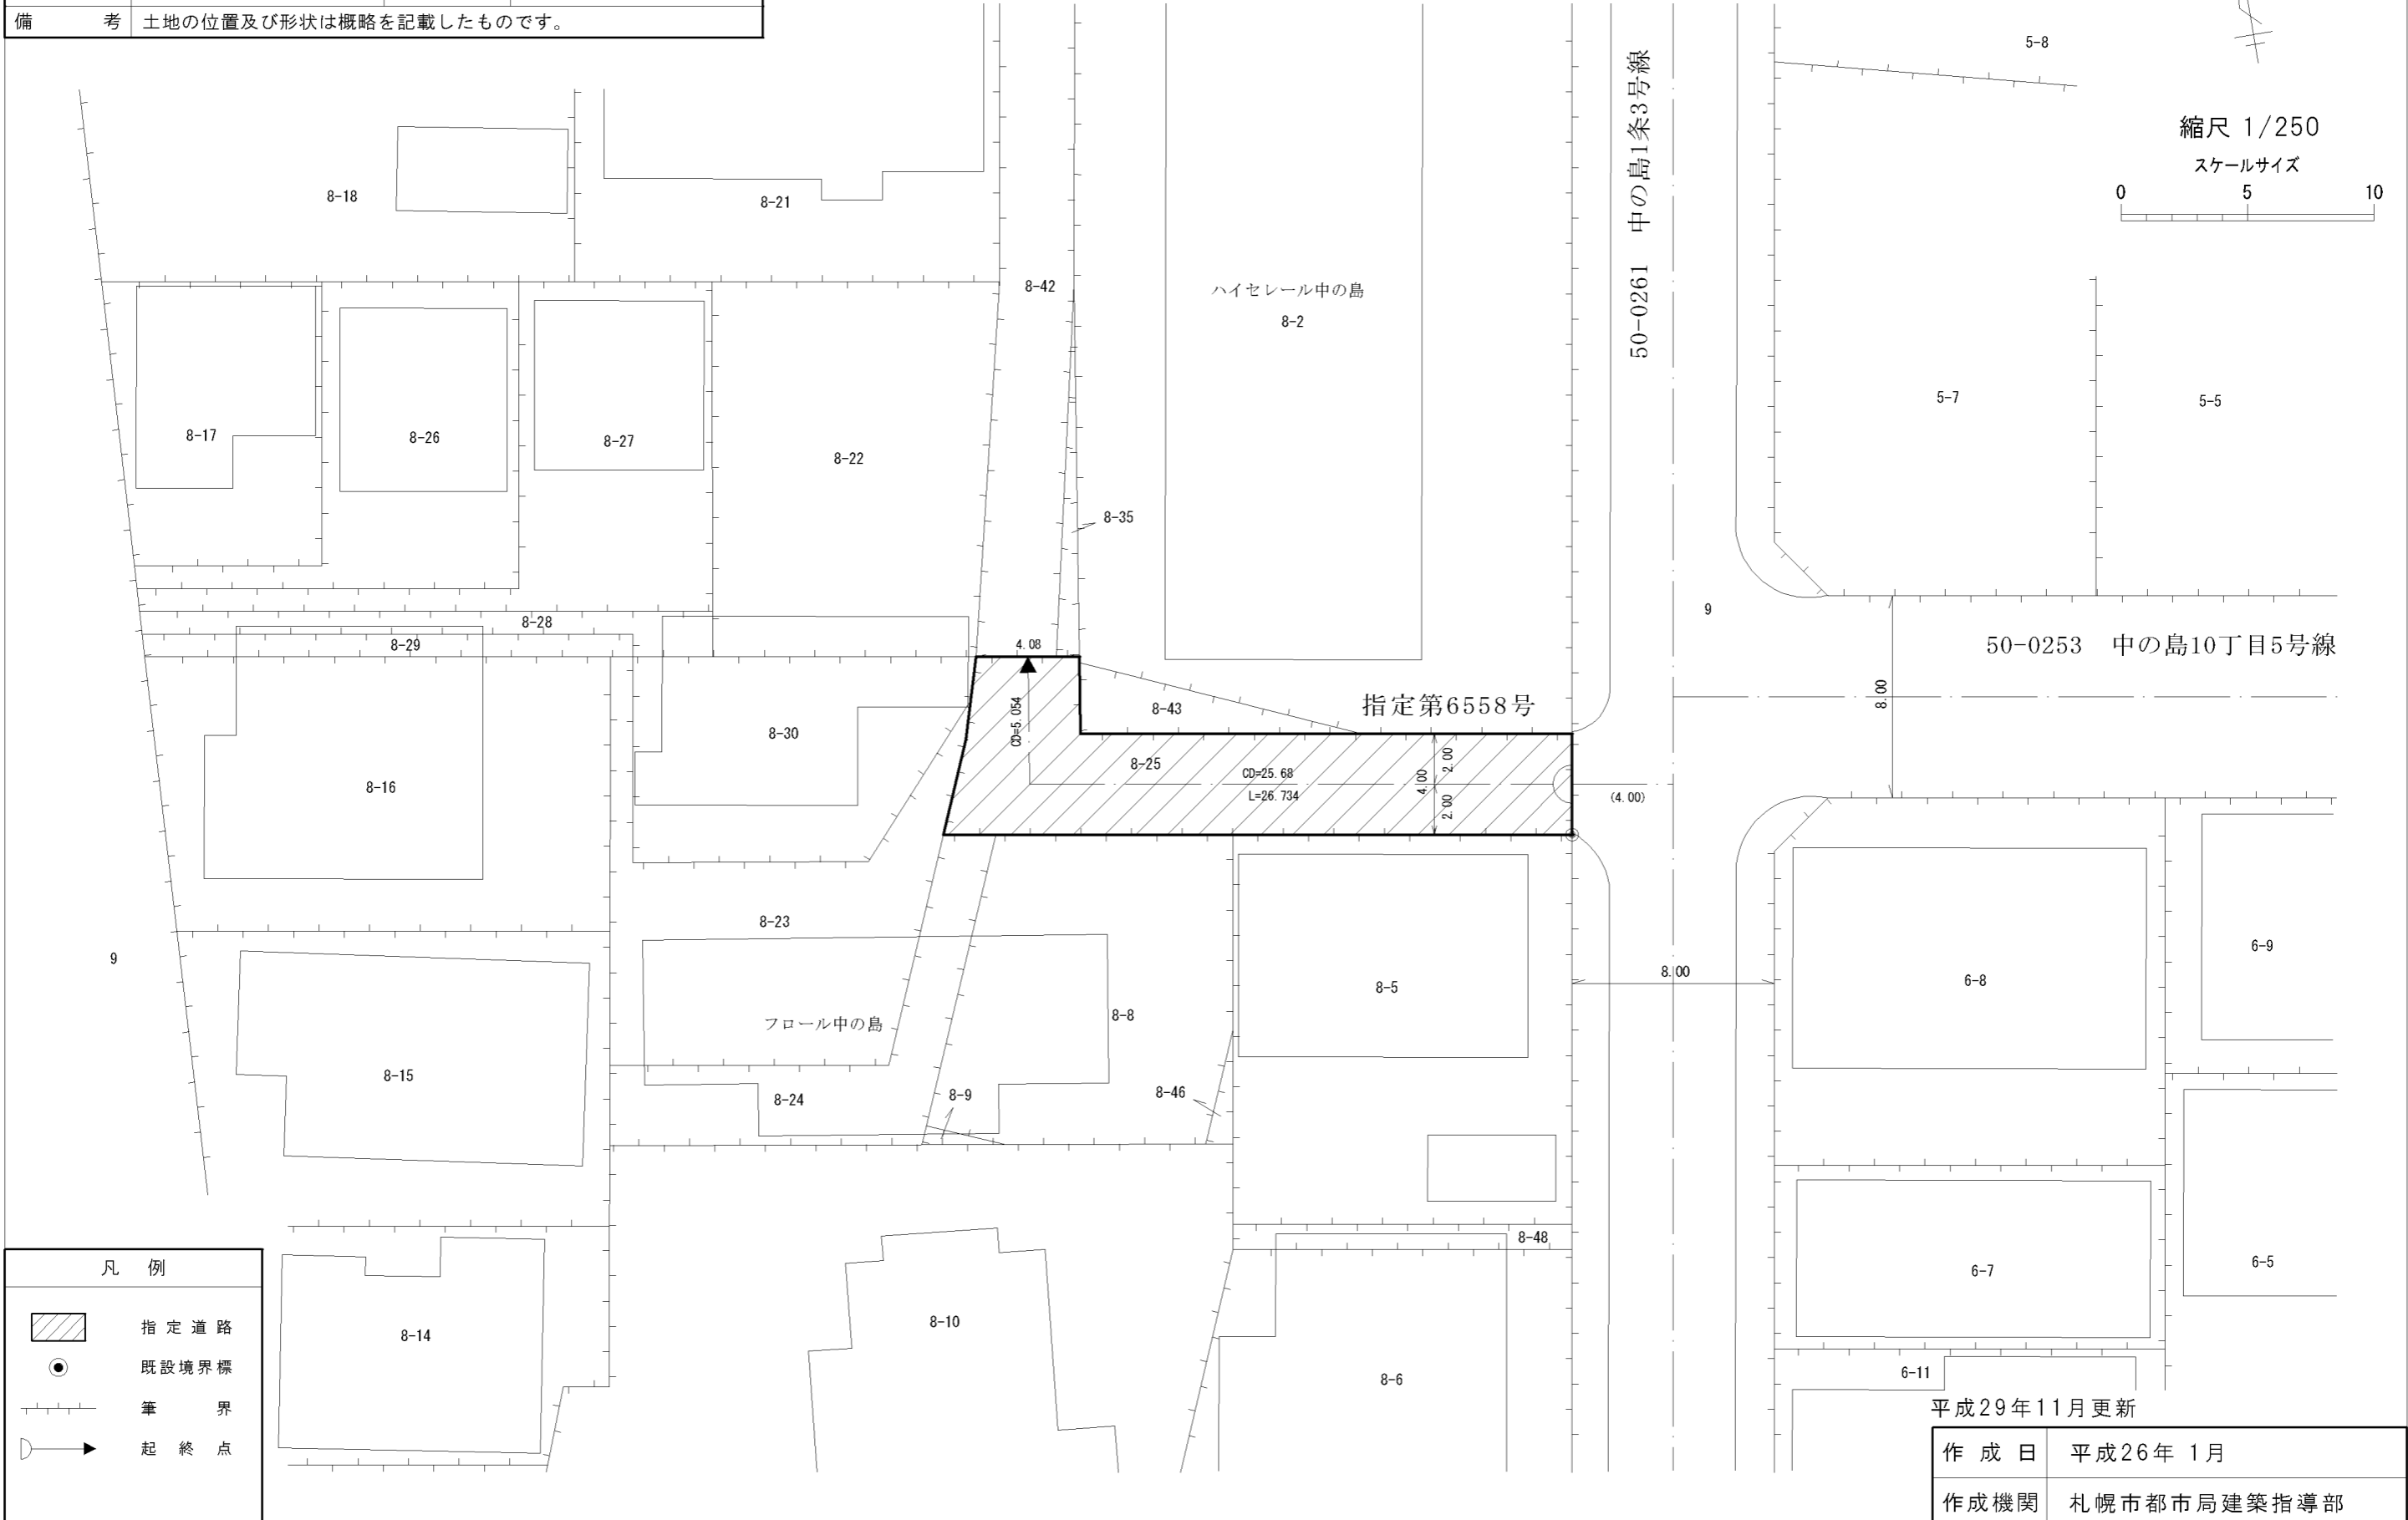 備 考 土地の位置及び形状は概略を記載したものです。
5-8
縮尺 1/250
スケールサイズ
0 5 10
50-0261 中の島1条3号線
8-18
8-21
8-42
ハイセレール中の島
8-2
5-7
5-5
8-17
8-26
8-27
8-22
8-35
9
8-28
8-29
4.08
50-0253 中の島10丁目5号線
8.00
指定第6558号
8-43
CD=5.054
8-30
8-16
8-25
CD=25.68
L=26.734
4.00
2.00
2.00
(4.00)
8-23
9
6-9
8.00
6-8
8-5
8-8
フロール中の島
8-15
8-24
8-9
8-46
8-48
6-5
6-7
8-14
8-10
8-6
6-11
凡 例
指定道路
既設境界標
筆 界
起終点
平成29年11月更新
作成日 平成26年 1月
作成機関 札幌市都市局建築指導部